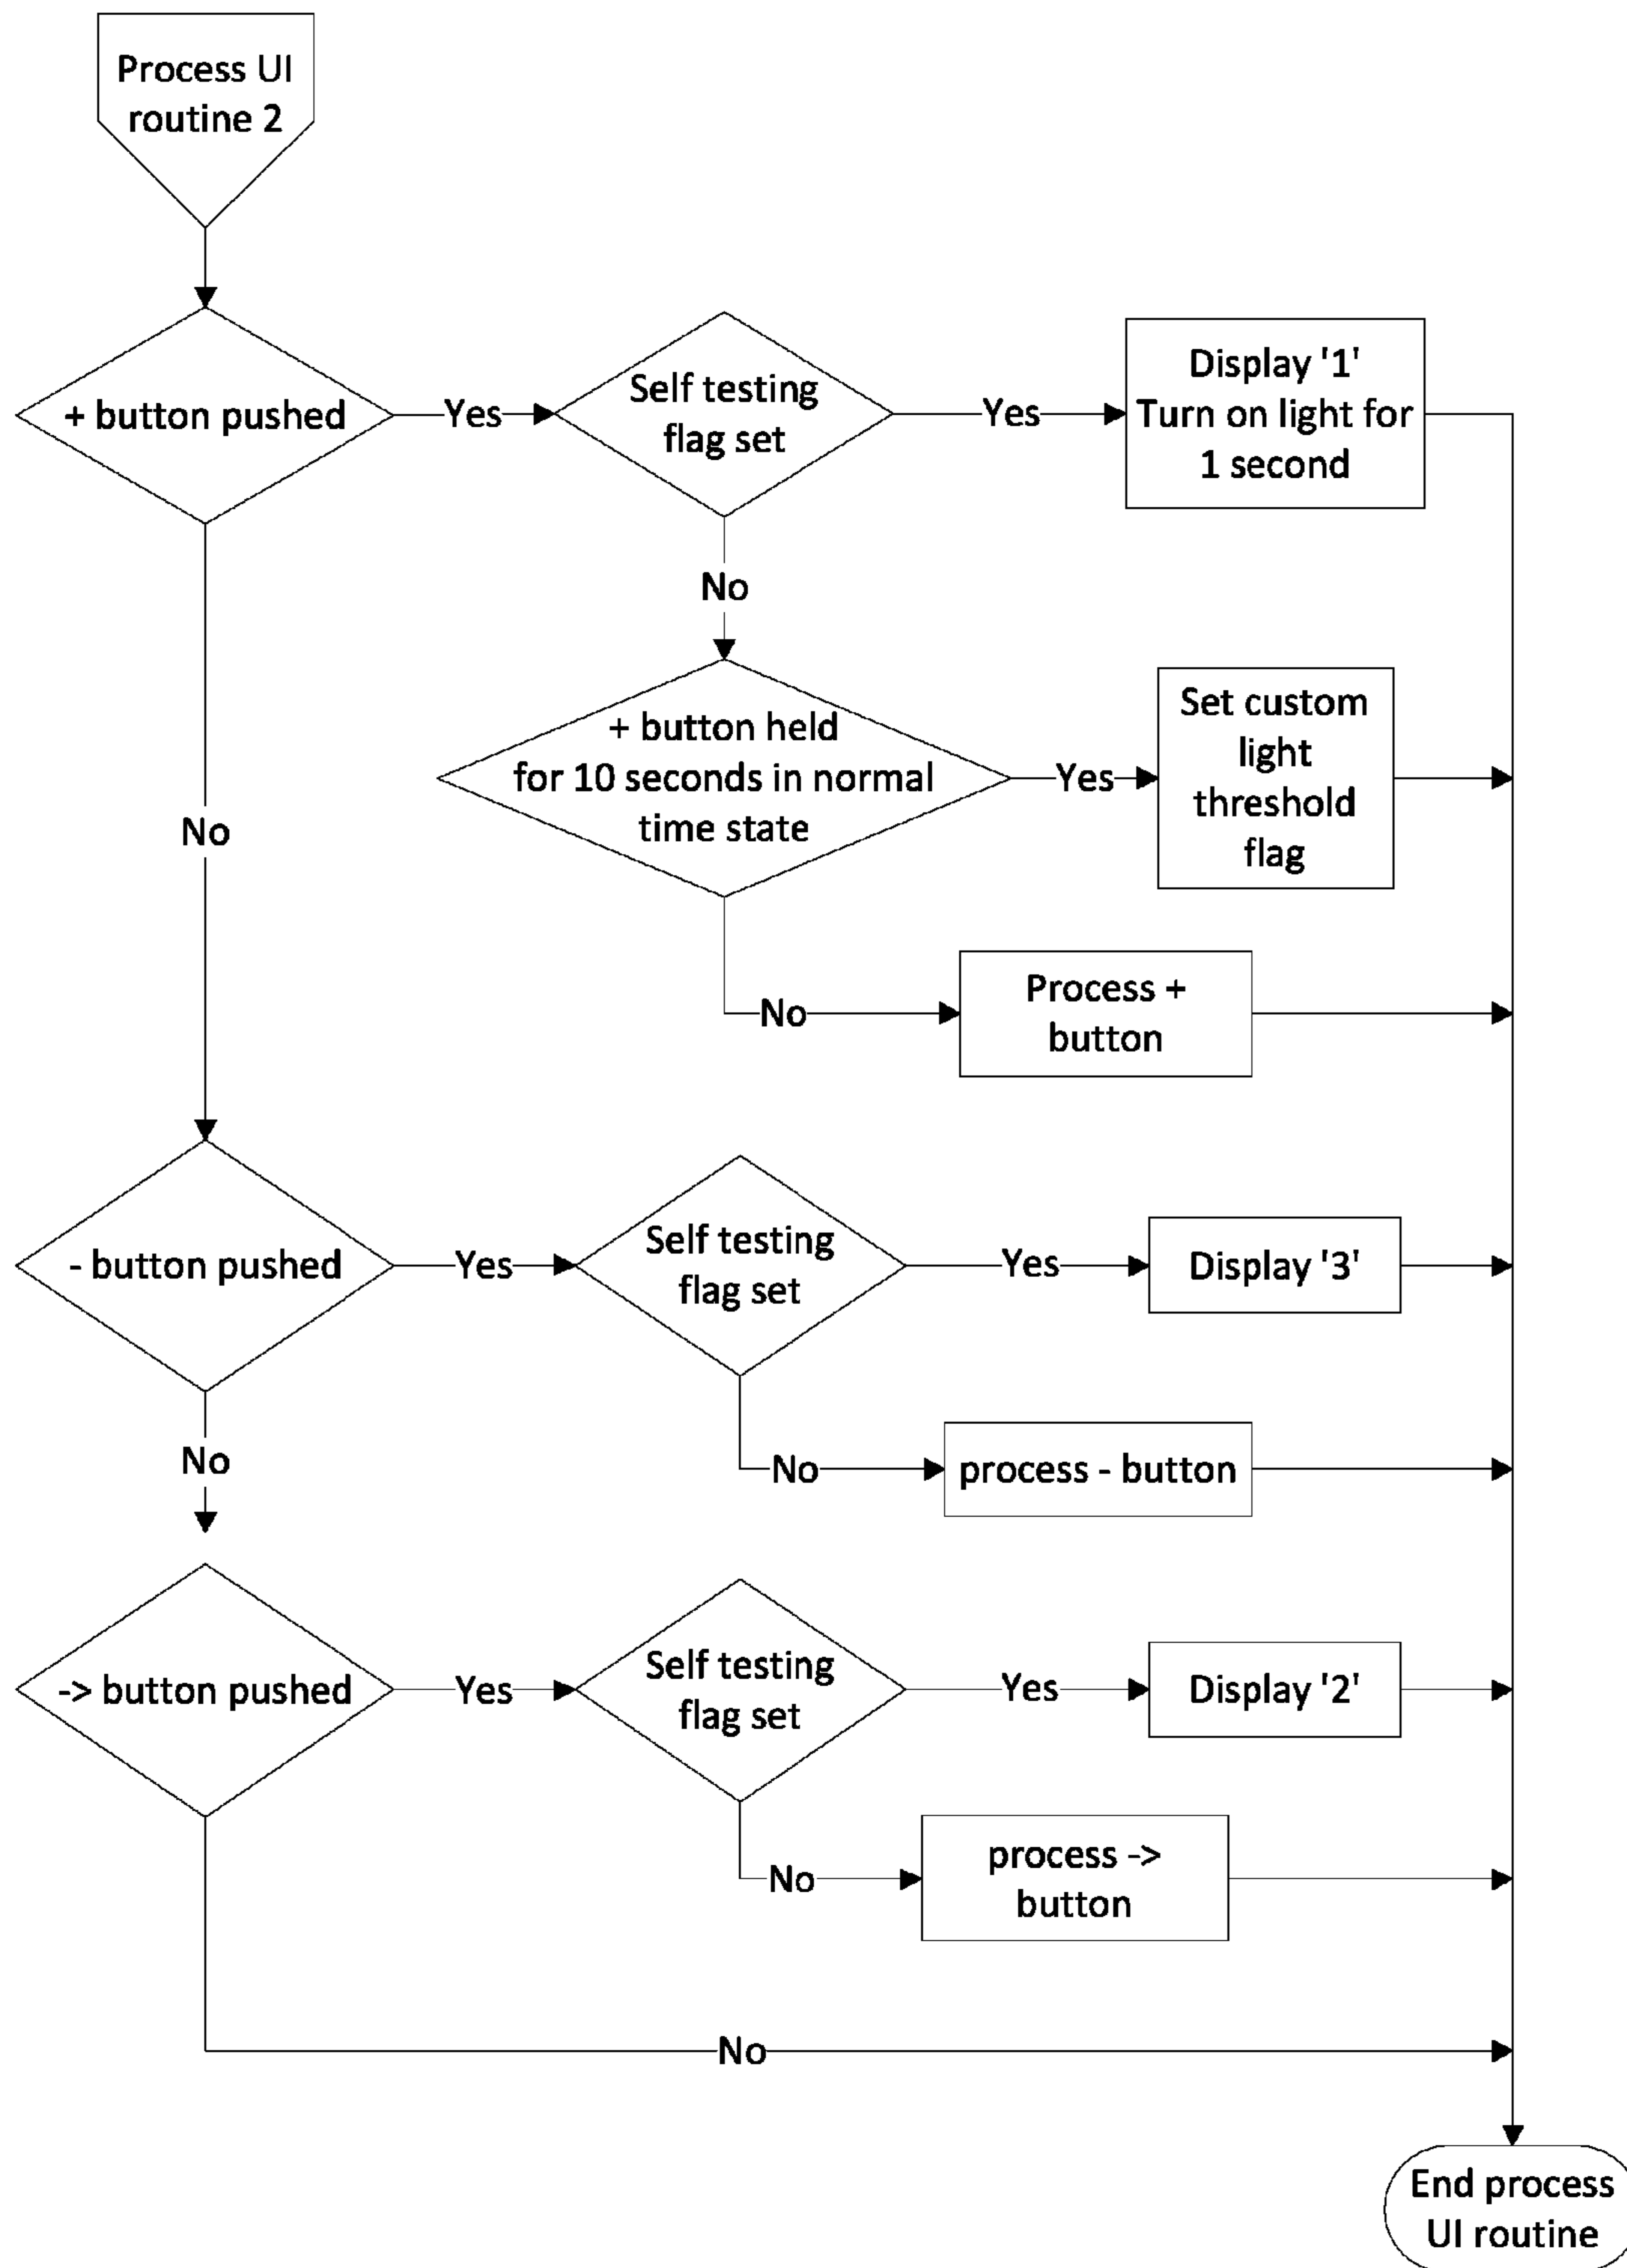 Process UI
routine 2
+ button pushed
Yes
Self testing
flag set
Yes
Display '1'
Turn on light for
1 second
No
+ button held
for 10 seconds in normal
time state
Yes
Set custom
light
threshold
flag
No
No
Process +
button
- button pushed
Yes
Self testing
flag set
Yes
Display '3'
No
No
process - button
-> button pushed
Yes
Self testing
flag set
Yes
Display '2'
No
process ->
button
No
End process
UI routine